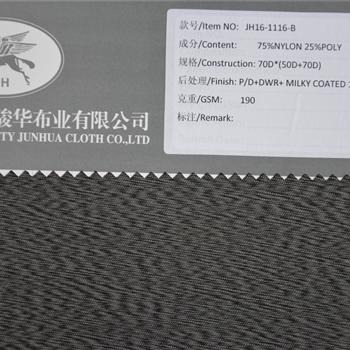 款号/Item NO: JH16-1116-B
成分/Content: 75%NYLON 25%POLY
规格/Construction: 70D*(50D+70D)
后处理/Finish: P/D+DWR+ MILKY COATED
克重/GSM: 190
标注/Remark:
H
骏华布业有限公司
TY JUNHUA CLOTH CO.,LTD